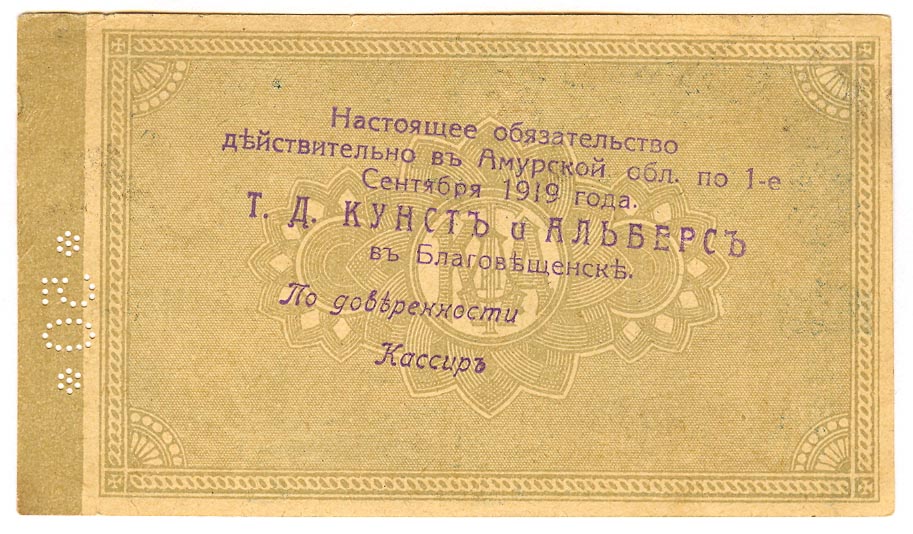 Настоящее обязательство
дѣйствительно въ Амурской обл. по 1-е
Сентября 1919 года.
Т. Д. КУНСТЪ и АЛЬБЕРСЪ
въ Благовѣщенскѣ.
По довѣренности
Кассиръ